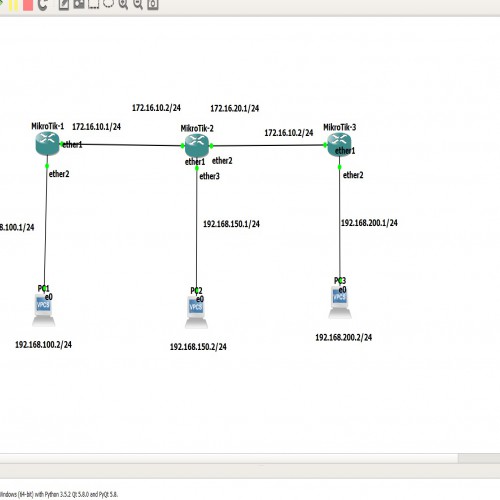 172.16.10.2/24 172.16.20.1/24
MikroTik-1 172.16.10.1/24 MikroTik-2 172.16.10.2/24 MikroTik-3
ether1 ether1 ether2 ether1
ether2 ether3 ether2
8.100.1/24 192.168.150.1/24 192.168.200.1/24
PC1 PC2 PC3
e0 e0 e0
VPCS VPCS VPCS
192.168.100.2/24 192.168.150.2/24 192.168.200.2/24
Windows (64-bit) with Python 3.5.2 Qt 5.8.0 and PyQt 5.8.